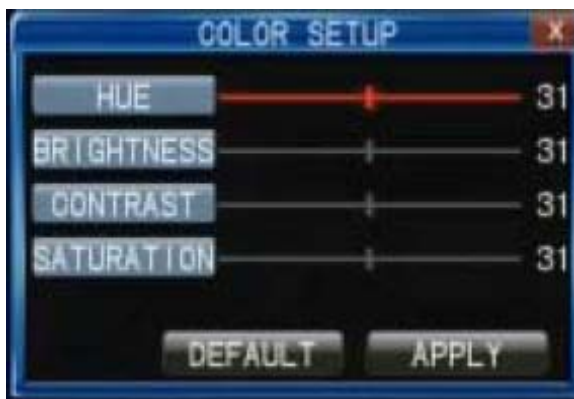 COLOR SETUP X
HUE 31
BRIGHTNESS 31
CONTRAST 31
SATURATION 31
DEFAULT APPLY